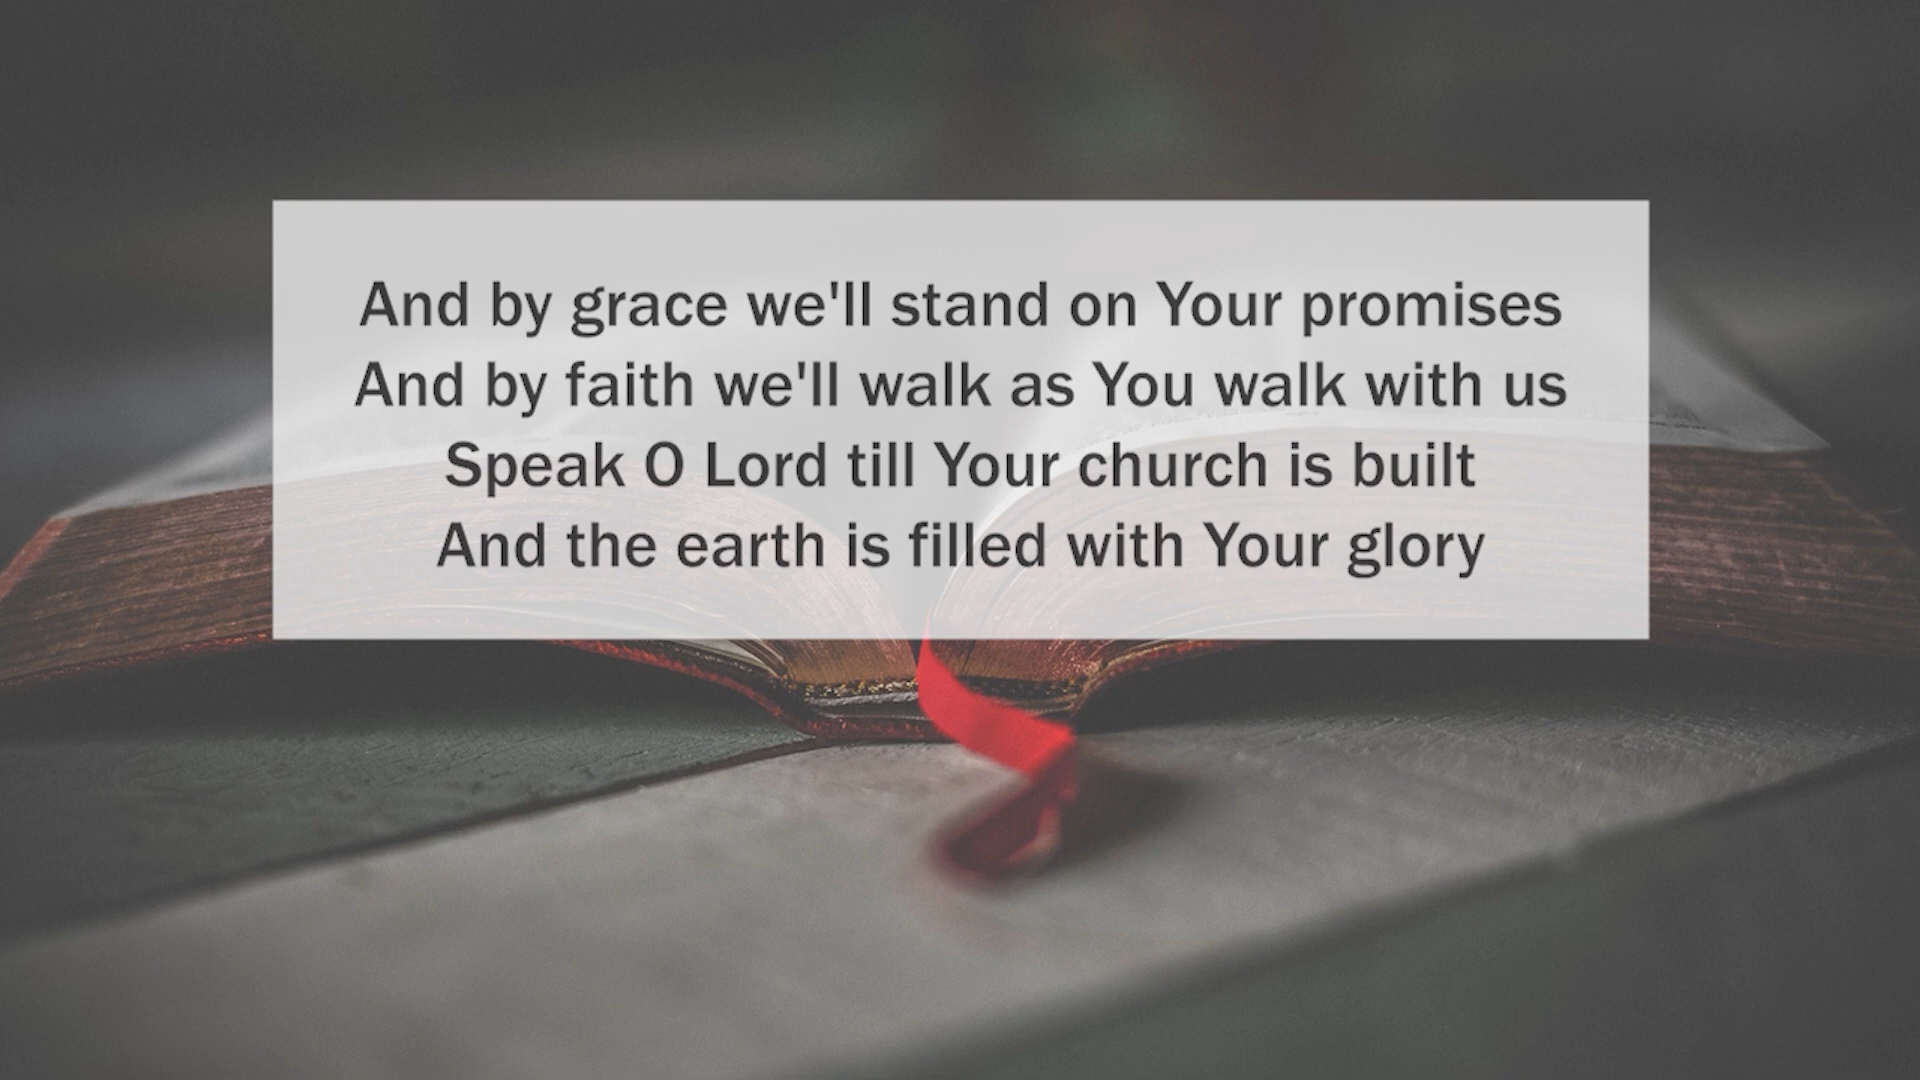 And by grace we'll stand on Your promises
And by faith we'll walk as You walk with us
Speak O Lord till Your church is built
And the earth is filled with Your glory